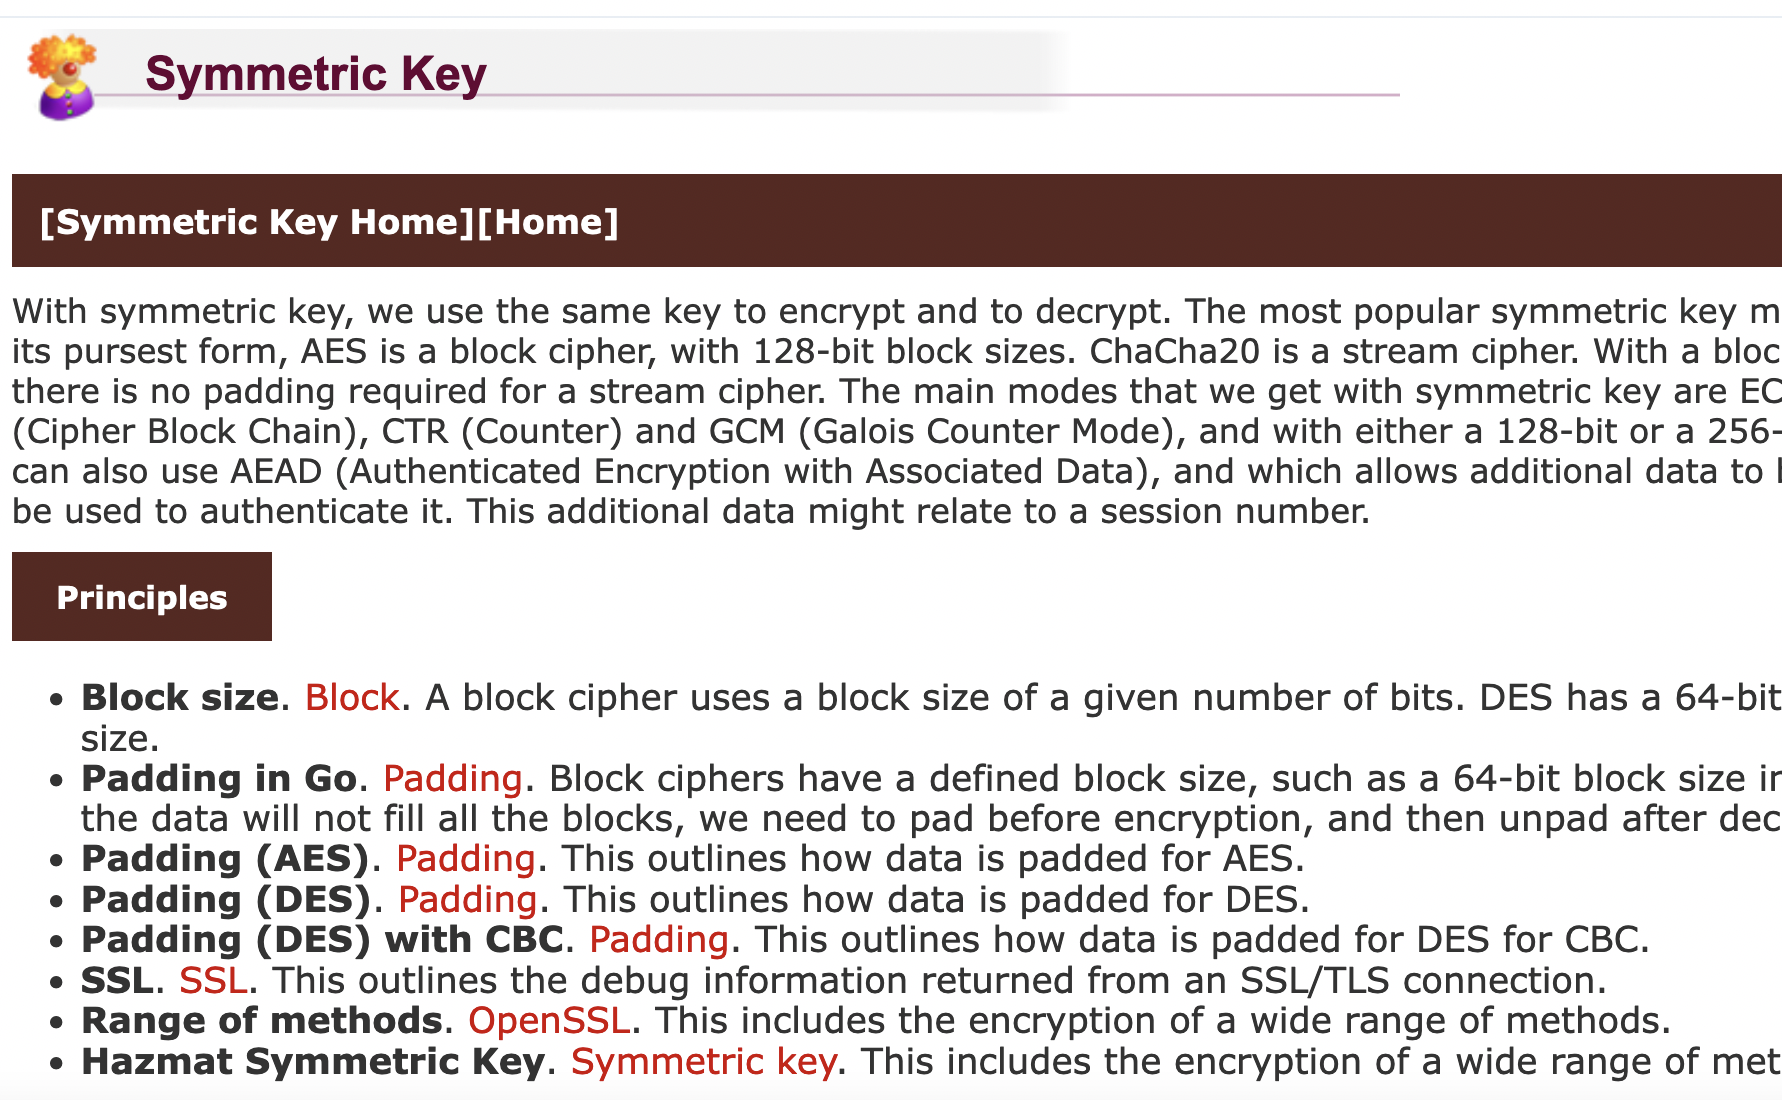 Symmetric Key
[Symmetric Key Home][Home]
With symmetric key, we use the same key to encrypt and to decrypt. The most popular symmetric key
its pursest form, AES is a block cipher, with 128-bit block sizes. ChaCha20 is a stream cipher. With a
there is no padding required for a stream cipher. The main modes that we get with symmetric key are
(Cipher Block Chain), CTR (Counter) and GCM (Galois Counter Mode), and with either a 128-bit or a 256-
can also use AEAD (Authenticated Encryption with Associated Data), and which allows additional data to
be used to authenticate it. This additional data might relate to a session number.
Principles
• Block size. Block. A block cipher uses a block size of a given number of bits. DES has a 64-bit
size.
• Padding in Go. Padding. Block ciphers have a defined block size, such as a 64-bit block size
the data will not fill all the blocks, we need to pad before encryption, and then unpad after
• Padding (AES). Padding. This outlines how data is padded for AES.
• Padding (DES). Padding. This outlines how data is padded for DES.
• Padding (DES) with CBC. Padding. This outlines how data is padded for DES for CBC.
• SSL. SSL. This outlines the debug information returned from an SSL/TLS connection.
• Range of methods. OpenSSL. This includes the encryption of a wide range of methods.
• Hazmat Symmetric Key. Symmetric key. This includes the encryption of a wide range of